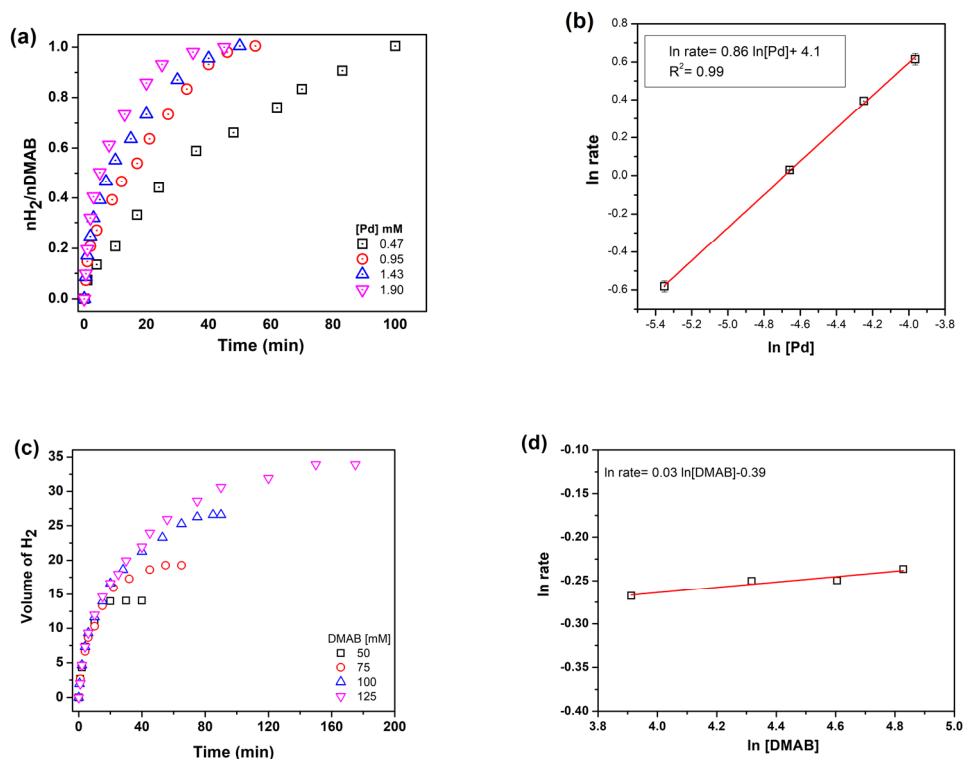 (a)
nH2/nDMAB
1.0
0.8
0.6
0.4
0.2
0.0
0 20 40 60 80 100
Time (min)
[Pd] mM
0.47
0.95
1.43
1.90
(b)
ln rate
0.8
0.6
0.4
0.2
0.0
-0.2
-0.4
-0.6
-5.4 -5.2 -5.0 -4.8 -4.6 -4.4 -4.2 -4.0 -3.8
ln [Pd]
ln rate= 0.86 ln[Pd]+ 4.1
R2= 0.99
(c)
Volume of H2
35
30
25
20
15
10
5
0
0 40 80 120 160 200
Time (min)
DMAB [mM]
50
75
100
125
(d)
ln rate
-0.10
-0.15
-0.20
-0.25
-0.30
-0.35
-0.40
3.8 4.0 4.2 4.4 4.6 4.8 5.0
ln [DMAB]
ln rate= 0.03 ln[DMAB]-0.39